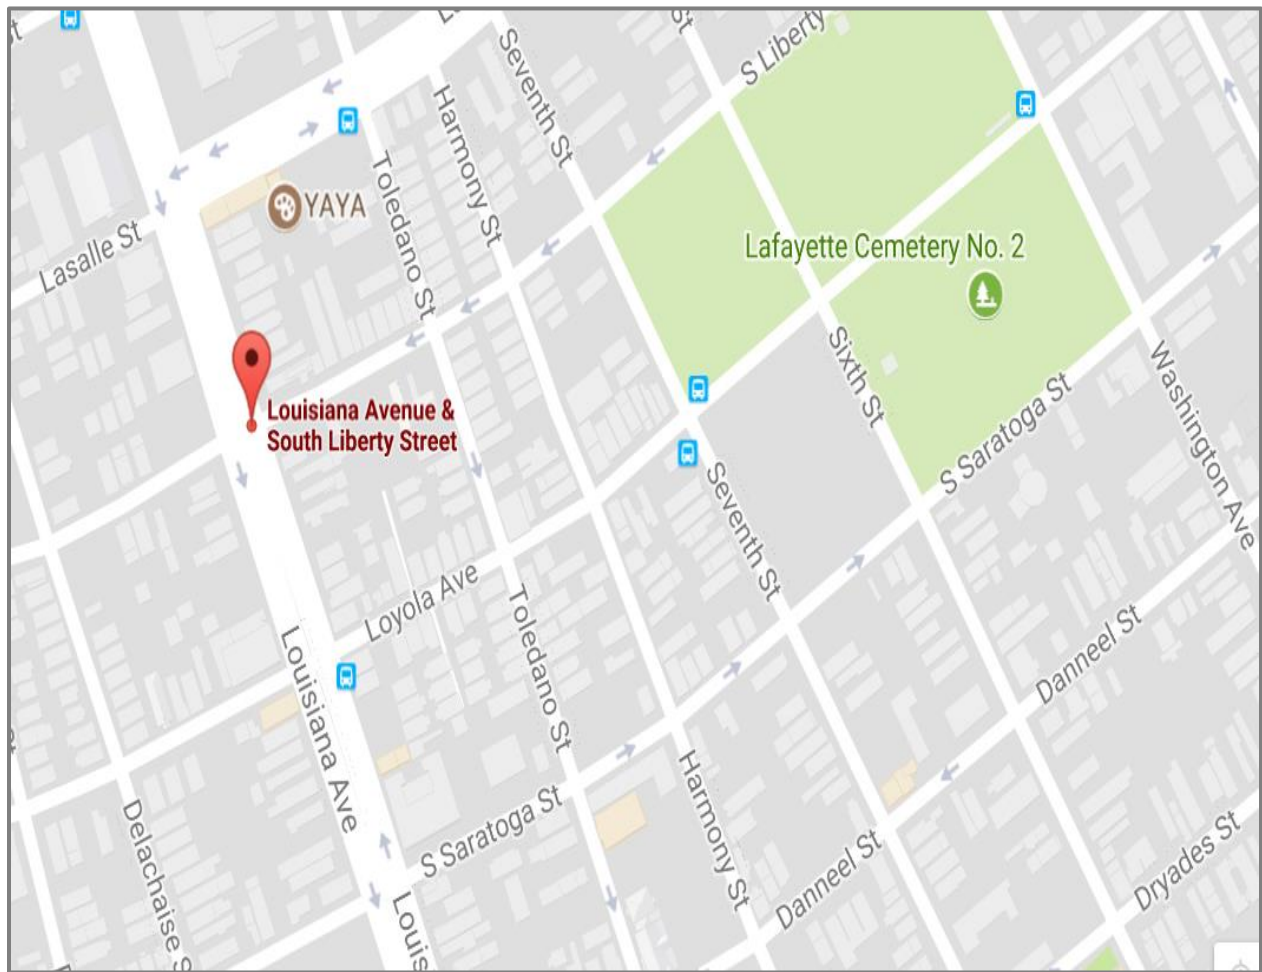 Seventh St
S Liberty
Harmony St
Toledano St
YAYA
Lasalle St
Lafayette Cemetery No. 2
Sixth St
Washington Ave
Louisiana Avenue &
South Liberty Street
S Saratoga St
Seventh St
Loyola Ave
Toledano St
Louisiana Ave
Danneel St
Harmony St
Delachaise S
S Saratoga St
Danneel St
Dryades St
Louis
St
St